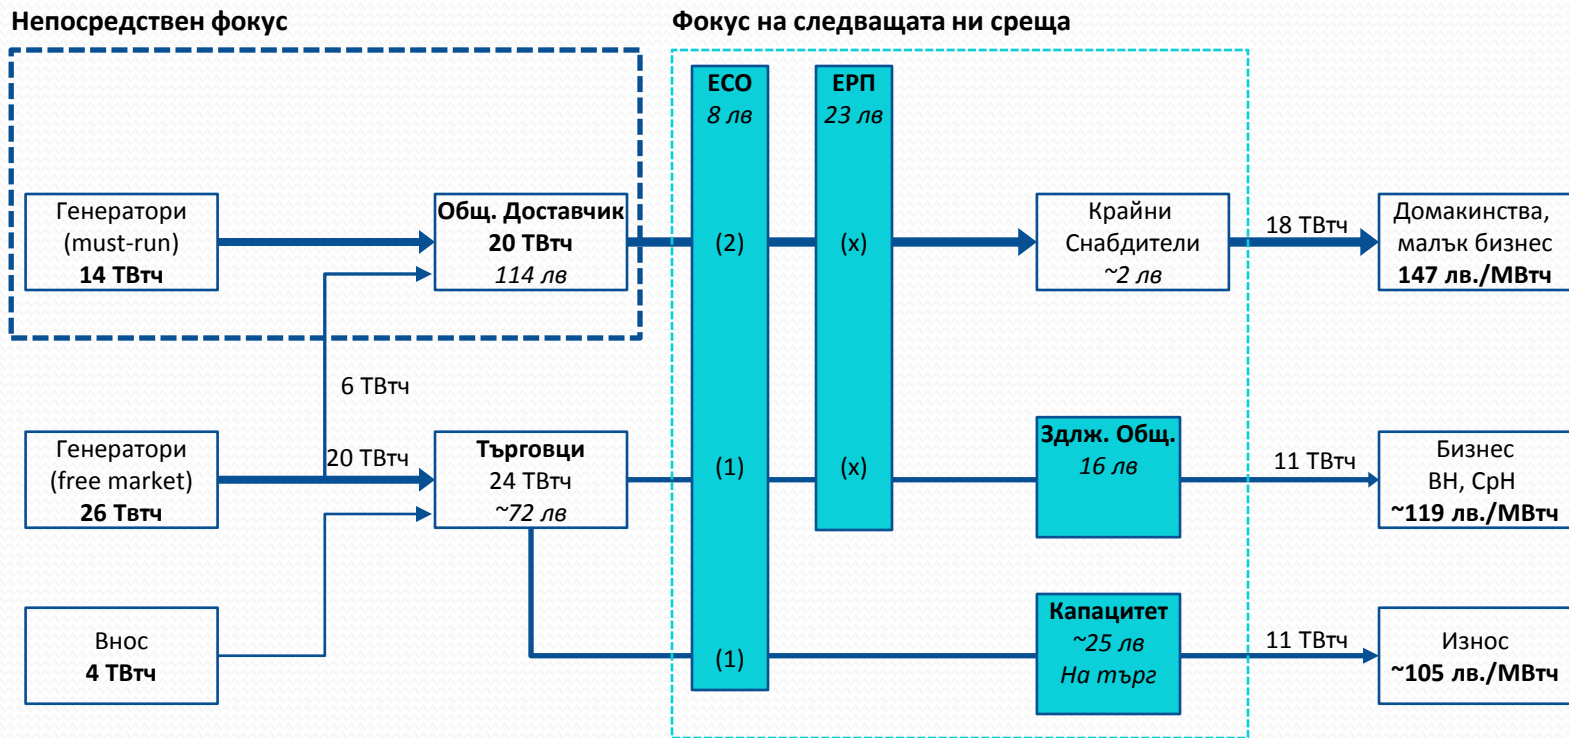 Непосредствен фокус
Фокус на следващата ни среща
ЕСО
8 лв
ЕРП
23 лв
Генератори
(must-run)
14 ТВтч
Общ. Доставчик
20 ТВтч
114 лв
(2)
(x)
Крайни
Снабдители
~2 лв
18 ТВтч
Домакинства,
малък бизнес
147 лв./МВтч
6 ТВтч
Генератори
(free market)
26 Твтч
20 ТВтч
Търговци
24 ТВтч
~72 лв
(1)
(x)
Здлж. Общ.
16 лв
11 ТВтч
Бизнес
ВН, СрН
~119 лв./МВтч
Внос
4 ТВтч
(1)
Капацитет
~25 лв
На търг
11 ТВтч
Износ
~105 лв./МВтч